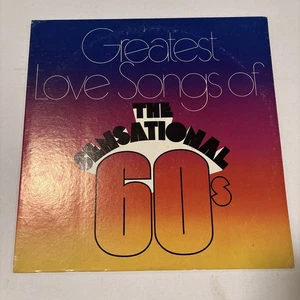 Greatest
Love Songs of
THE
SENSATIONAL
60s